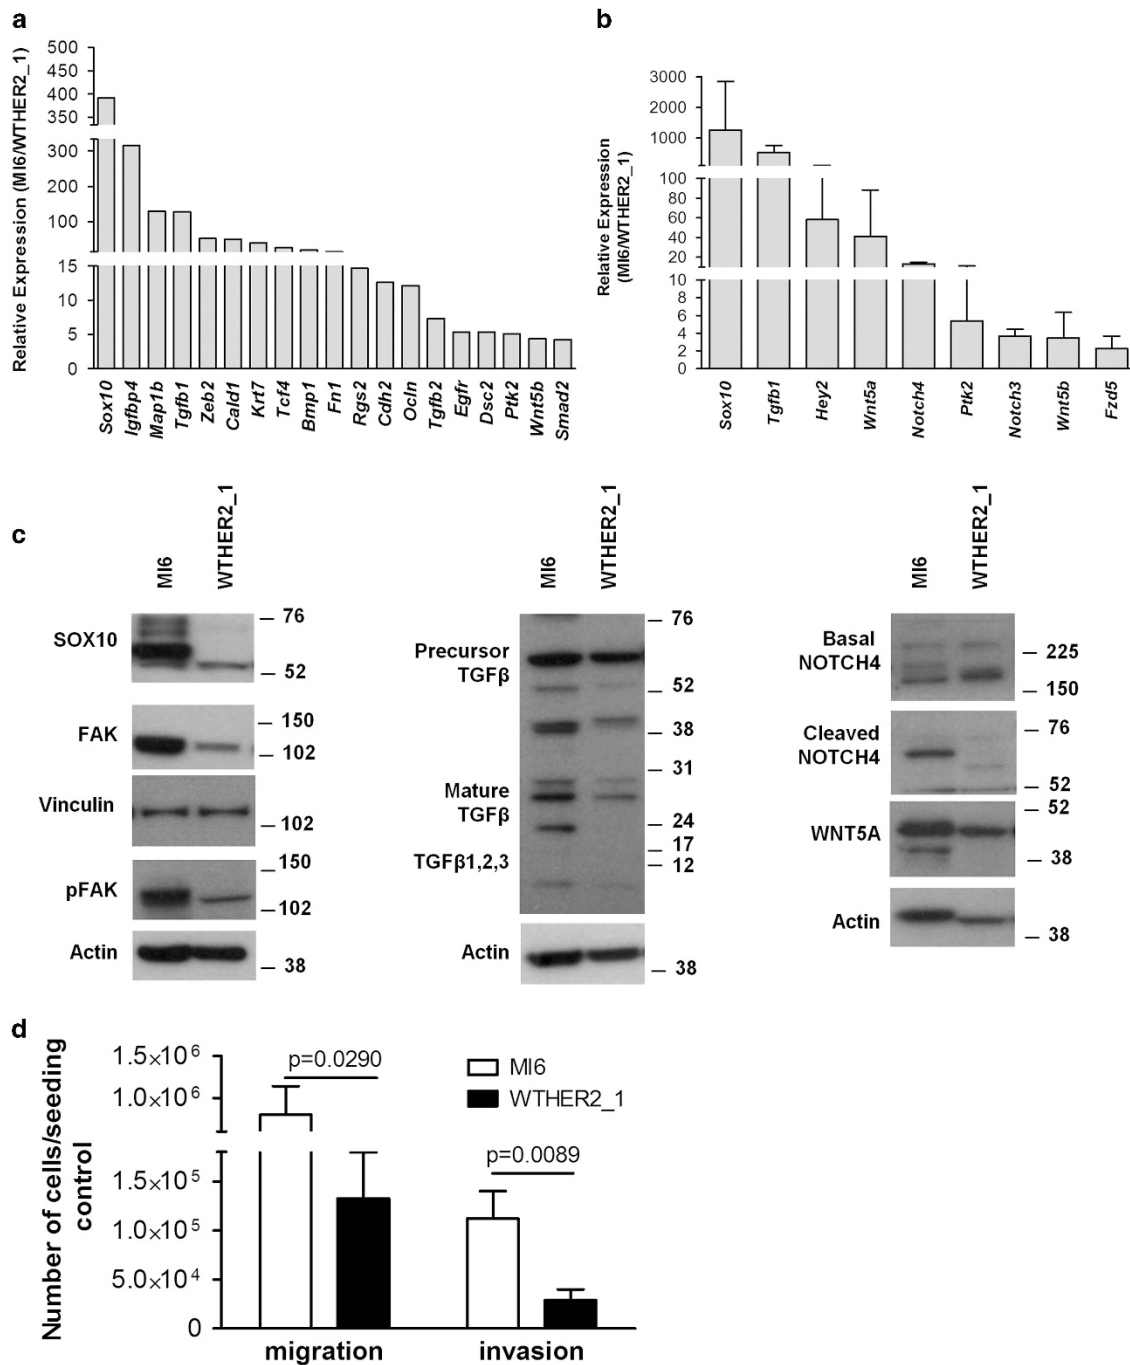 a
Relative Expression (MI6/WTHER2_1)
500
450
400
350
300
200
100
15
10
5
0
Sox10
Igfbp4
Map1b
Tgfb1
Zeb2
Cald1
Krt7
Tcf4
Bmp1
Fn1
Rgs2
Cdh2
Ocln
Tgfb2
Egfr
Dsc2
Ptk2
Wnt5b
Smad2
b
Relative Expression
(MI6/WTHER2_1)
3000
2000
1000
100
80
60
40
20
10
8
6
4
2
0
Sox10
Tgfb1
Hey2
Wnt5a
Notch4
Ptk2
Notch3
Wnt5b
Fzd5
c
MI6
WTHER2_1
SOX10
76
52
FAK
150
102
Vinculin
102
pFAK
150
102
Actin
38
MI6
WTHER2_1
Precursor
TGFβ
Mature
TGFβ
TGFβ1,2,3
76
52
38
31
24
17
12
Actin
38
MI6
WTHER2_1
Basal
NOTCH4
225
150
Cleaved
NOTCH4
76
52
WNT5A
52
38
Actin
38
d
Number of cells/seeding
control
1.5×10⁶
1.0×10⁶
1.5×10⁵
1.0×10⁵
5.0×10⁴
0
p=0.0290
p=0.0089
MI6
WTHER2_1
migration
invasion